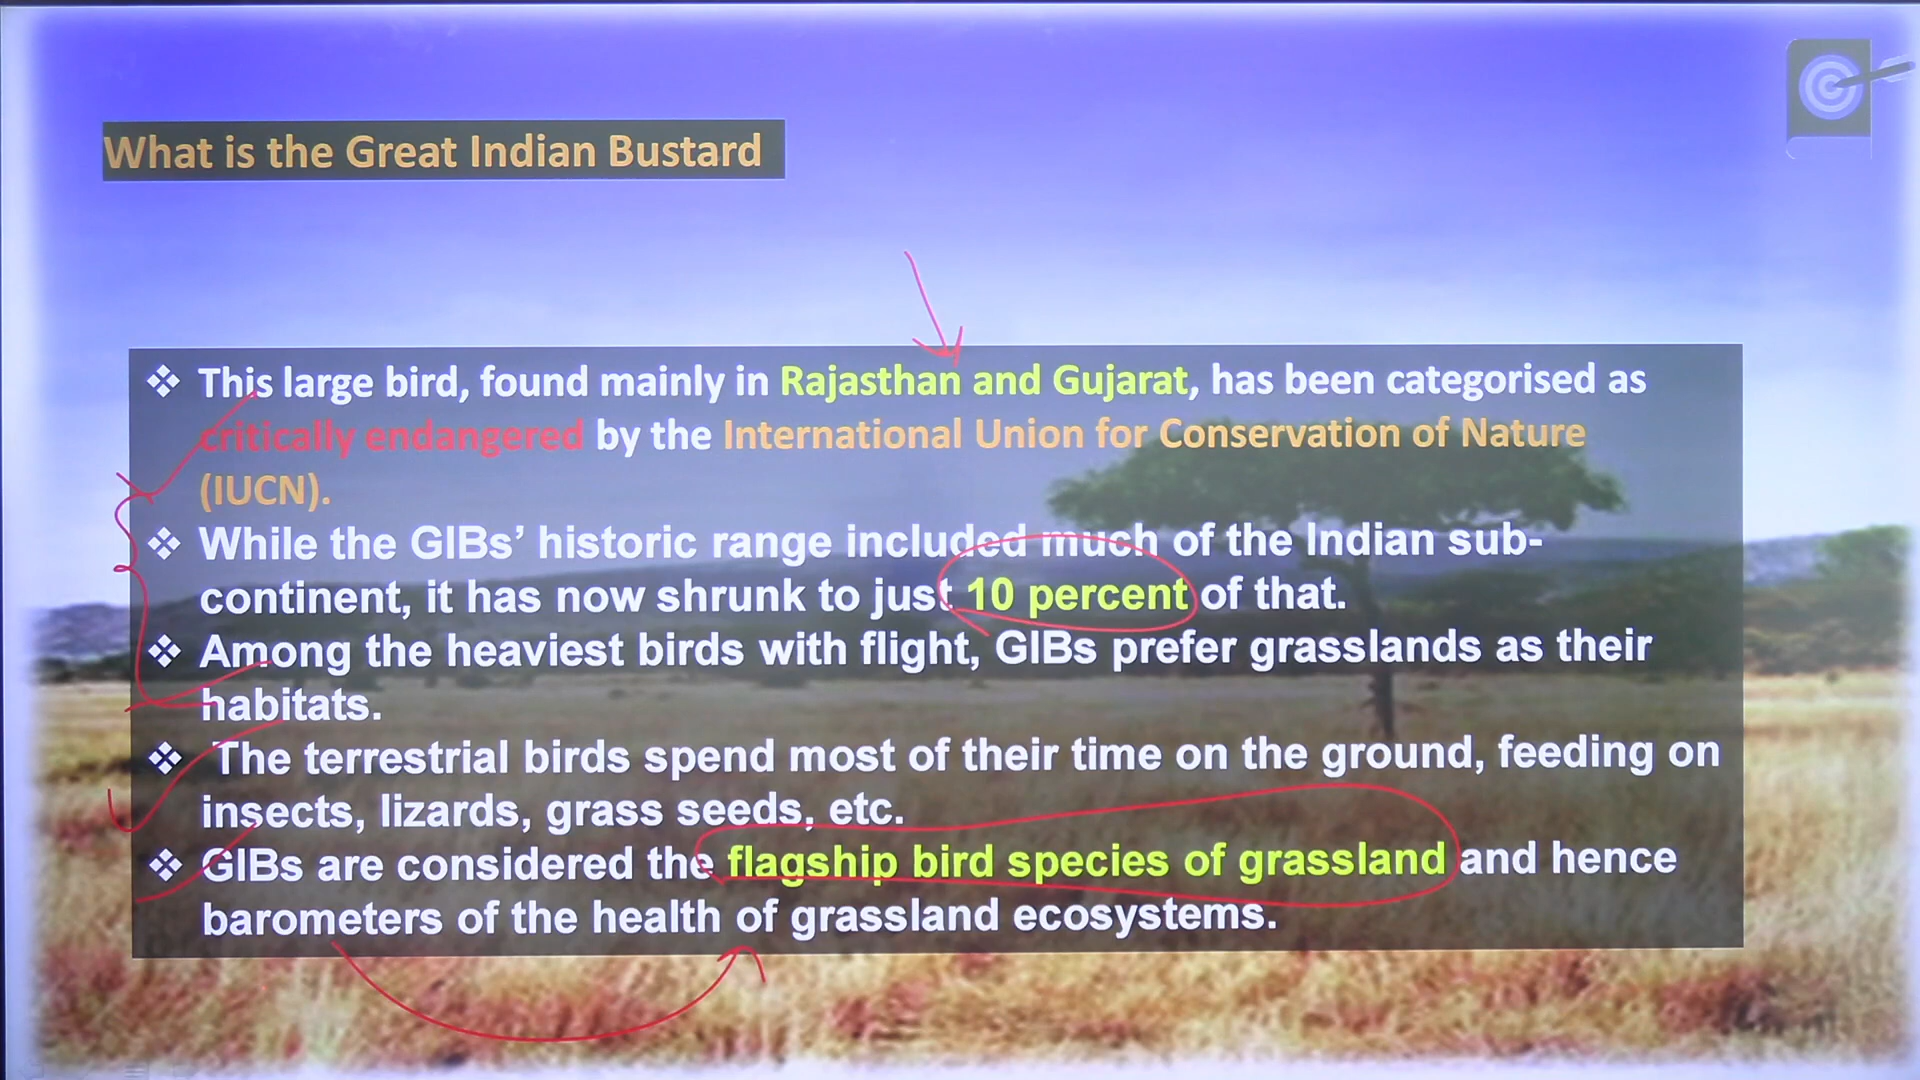 What is the Great Indian Bustard
❖ This large bird, found mainly in Rajasthan and Gujarat, has been categorised as
critically endangered by the International Union for Conservation of Nature
(IUCN).
❖ While the GIBs’ historic range included much of the Indian sub-
continent, it has now shrunk to just 10 percent of that.
❖ Among the heaviest birds with flight, GIBs prefer grasslands as their
habitats.
❖ The terrestrial birds spend most of their time on the ground, feeding on
insects, lizards, grass seeds, etc.
❖ GIBs are considered the flagship bird species of grassland and hence
barometers of the health of grassland ecosystems.